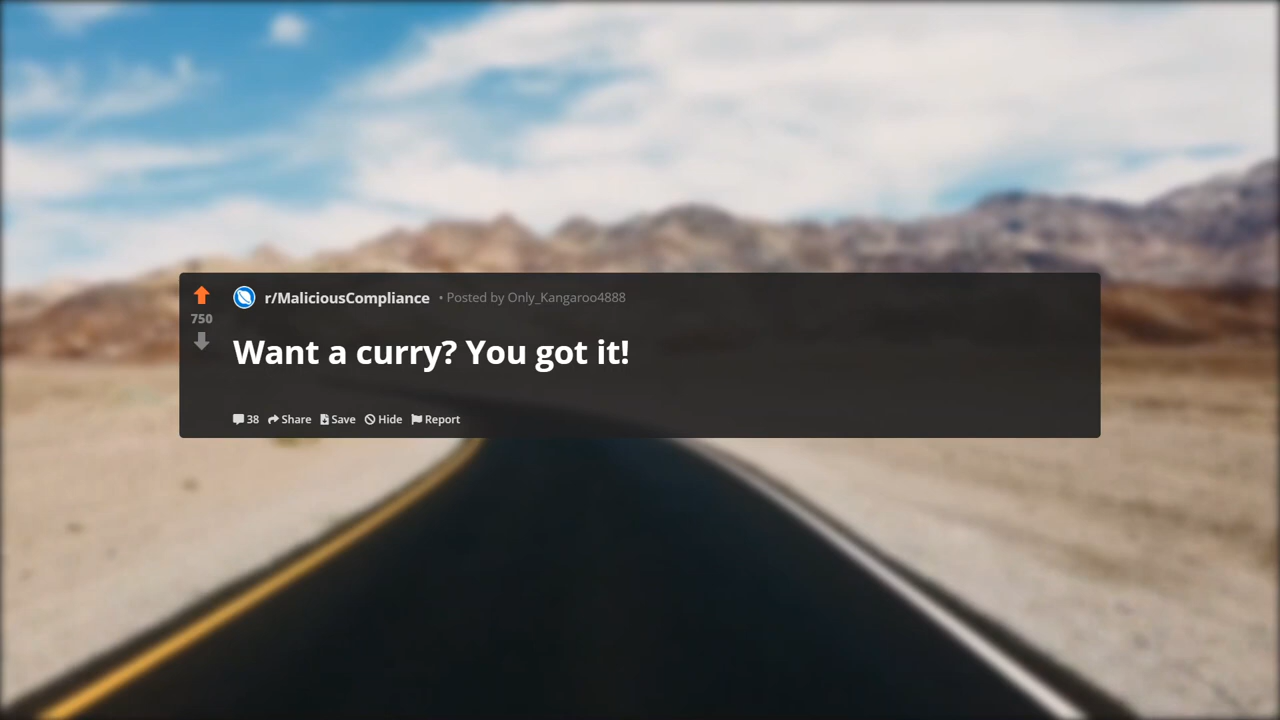 r/MaliciousCompliance • Posted by Only_Kangaroo4888
750
Want a curry? You got it!
38 Share Save Hide Report